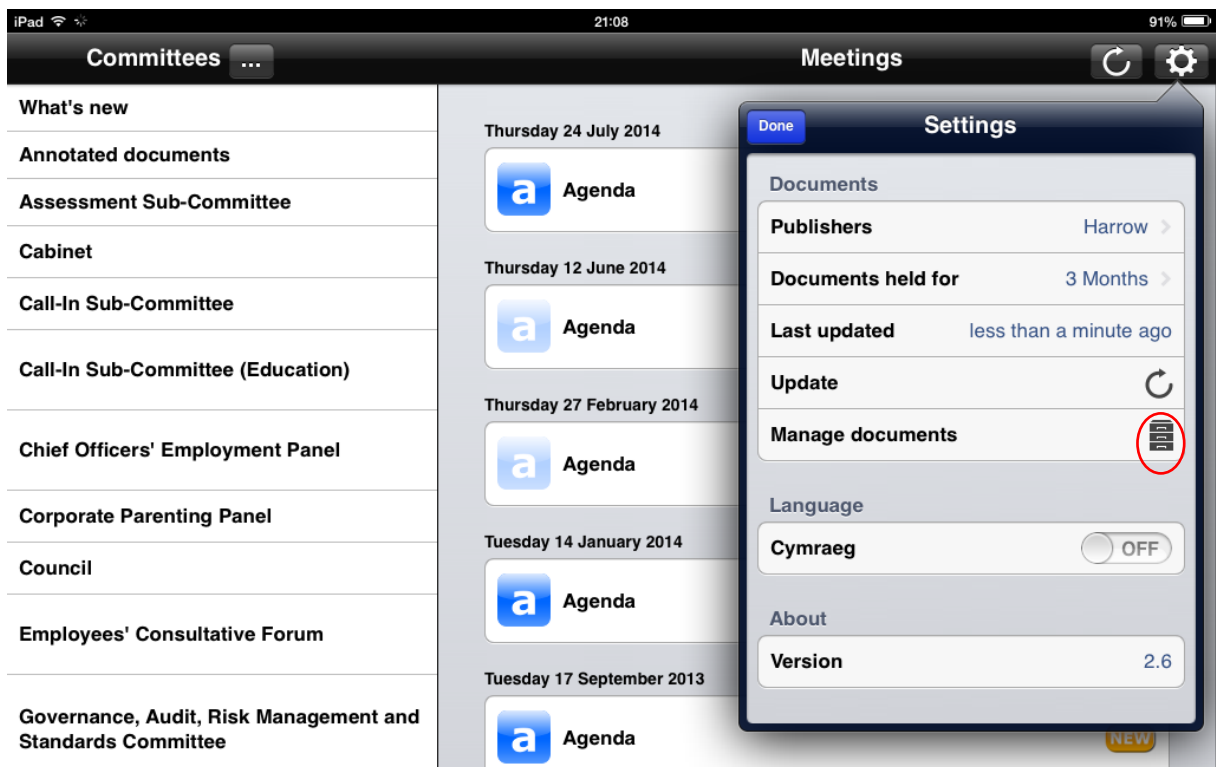 iPad 21:08 91%
Committees ...
Meetings
What's new
Annotated documents
Assessment Sub-Committee
Cabinet
Call-In Sub-Committee
Call-In Sub-Committee (Education)
Chief Officers' Employment Panel
Corporate Parenting Panel
Council
Employees' Consultative Forum
Governance, Audit, Risk Management and
Standards Committee
Thursday 24 July 2014
a Agenda
Thursday 12 June 2014
a Agenda
Thursday 27 February 2014
a Agenda
Tuesday 14 January 2014
a Agenda
Tuesday 17 September 2013
a Agenda
NEW
Done Settings
Documents
Publishers Harrow
Documents held for 3 Months
Last updated less than a minute ago
Update
Manage documents
Language
Cymraeg OFF
About
Version 2.6